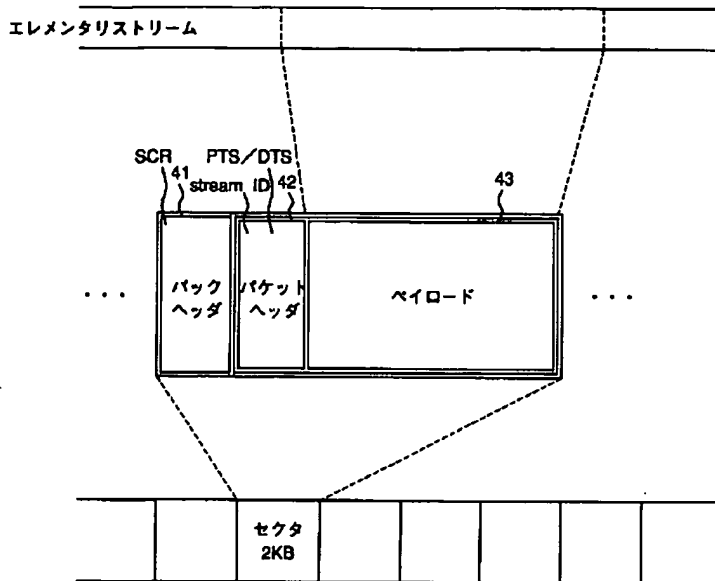 エレメンタリストリーム
SCR
41
PTS/DTS
stream ID
42
43
パック
ヘッダ
パケット
ヘッダ
ペイロード
...
...
セクタ
2KB